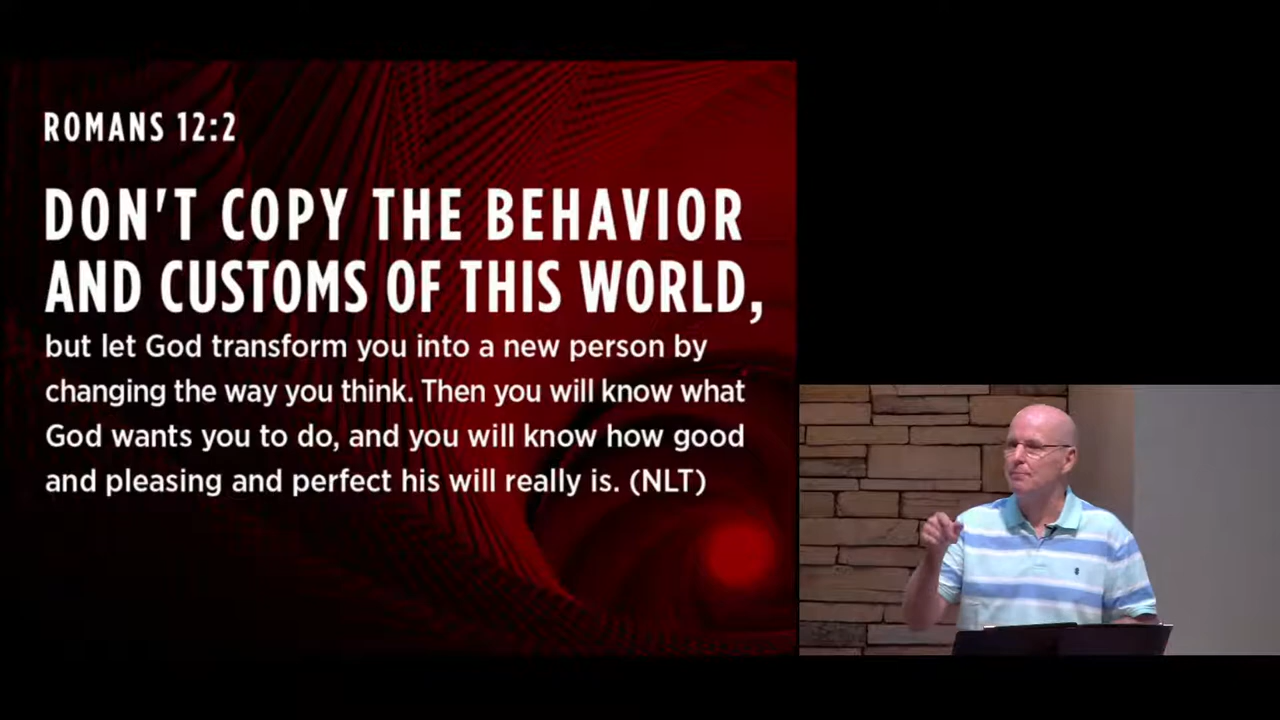 ROMANS 12:2
DON'T COPY THE BEHAVIOR
AND CUSTOMS OF THIS WORLD,
but let God transform you into a new person by
changing the way you think. Then you will know what
God wants you to do, and you will know how good
and pleasing and perfect his will really is. (NLT)